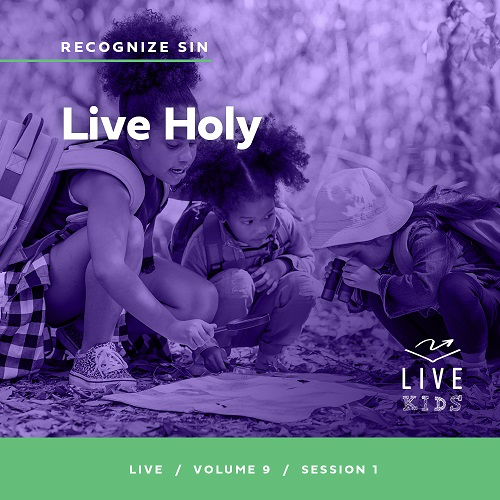 RECOGNIZE SIN
Live Holy
LIVE
KIDS
LIVE / VOLUME 9 / SESSION 1